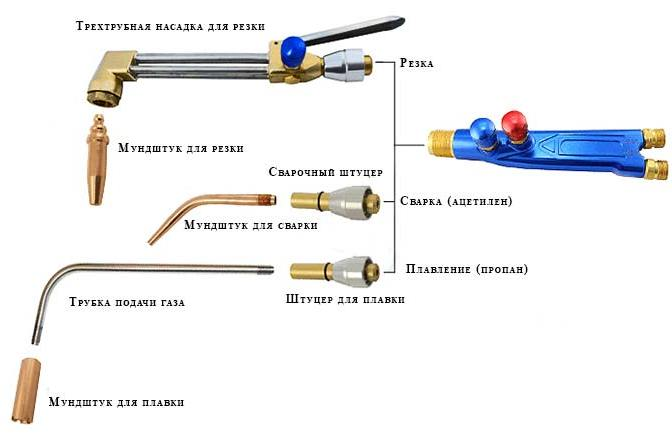 Трехтрубная насадка для резки
Резка
Мундштук для резки
Сварочный штуцер
Сварка (ацетилен)
Мундштук для сварки
Плавление (пропан)
Трубка подачи газа
Штуцер для плавки
Мундштук для плавки